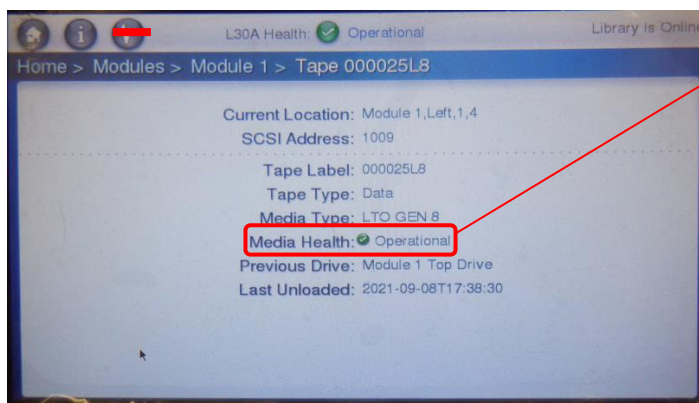 L30A Health: Operational
Library is Online
Home > Modules > Module 1 > Tape 000025L8
Current Location: Module 1,Left,1,4
SCSI Address: 1009
Tape Label: 000025L8
Tape Type: Data
Media Type: LTO GEN 8
Media Health: Operational
Previous Drive: Module 1 Top Drive
Last Unloaded: 2021-09-08T17:38:30